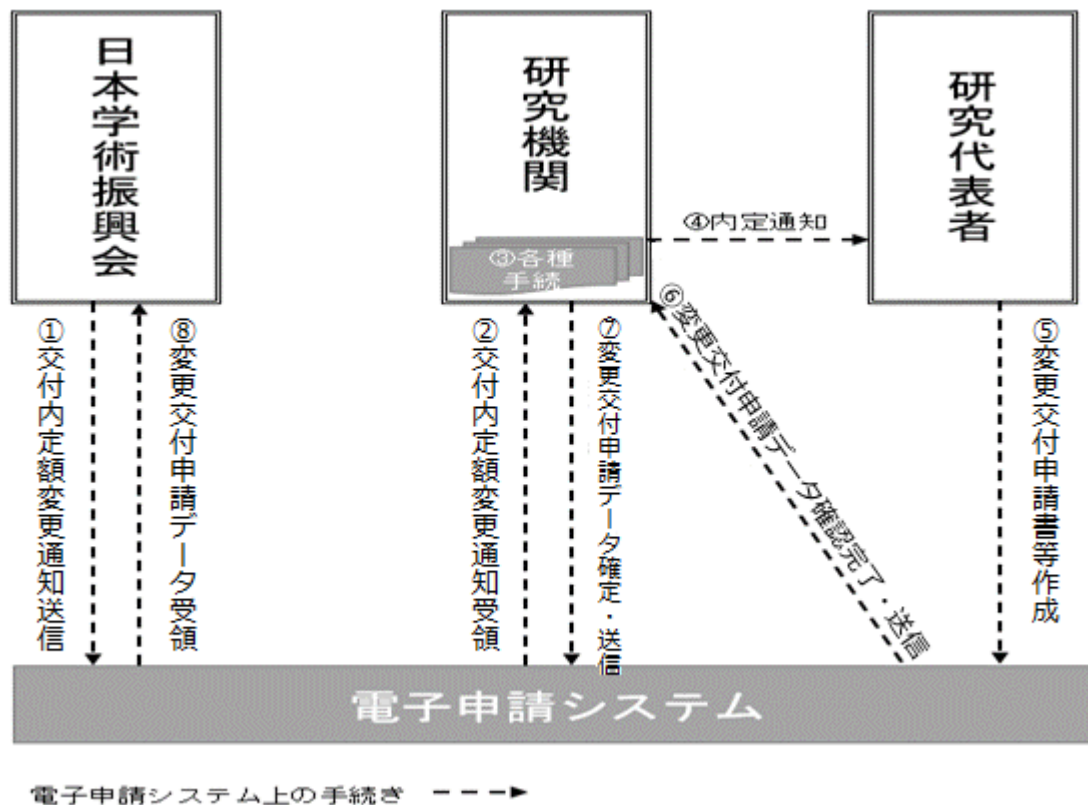 日本学術振興会
研究機関
研究代表者
③各種
手続
④内定通知
①交付内定額変更通知送信
⑧変更交付申請データ受領
②交付内定額変更通知受領
⑦変更交付申請データ確定・送信
⑥変更交付申請データ確認完了・送信
⑤変更交付申請書等作成
電子申請システム
電子申請システム上の手続き